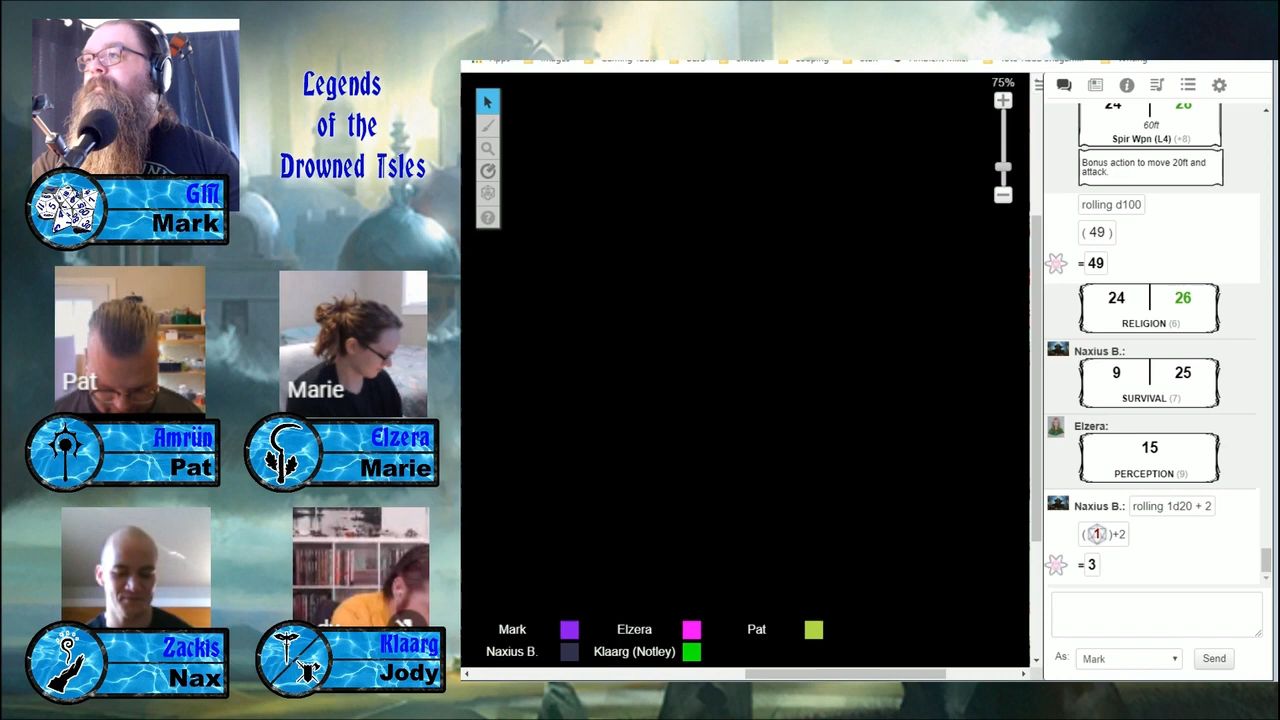 Legends
of the
Drowned Isles
GM
Mark
Pat
Marie
Amrün
Pat
Elzera
Marie
Zackis
Nax
Klaarg
Jody
75%
Mark
Elzera
Pat
Naxius B.
Klaarg (Notley)
24 28
60ft
Spir Wpn (L4) (+8)
Bonus action to move 20ft and
attack.
rolling d100
( 49 )
= 49
24 26
RELIGION (6)
Naxius B.:
9 25
SURVIVAL (7)
Elzera:
15
PERCEPTION (9)
Naxius B.: rolling 1d20 + 2
( 1 )+2
= 3
As: Mark Send